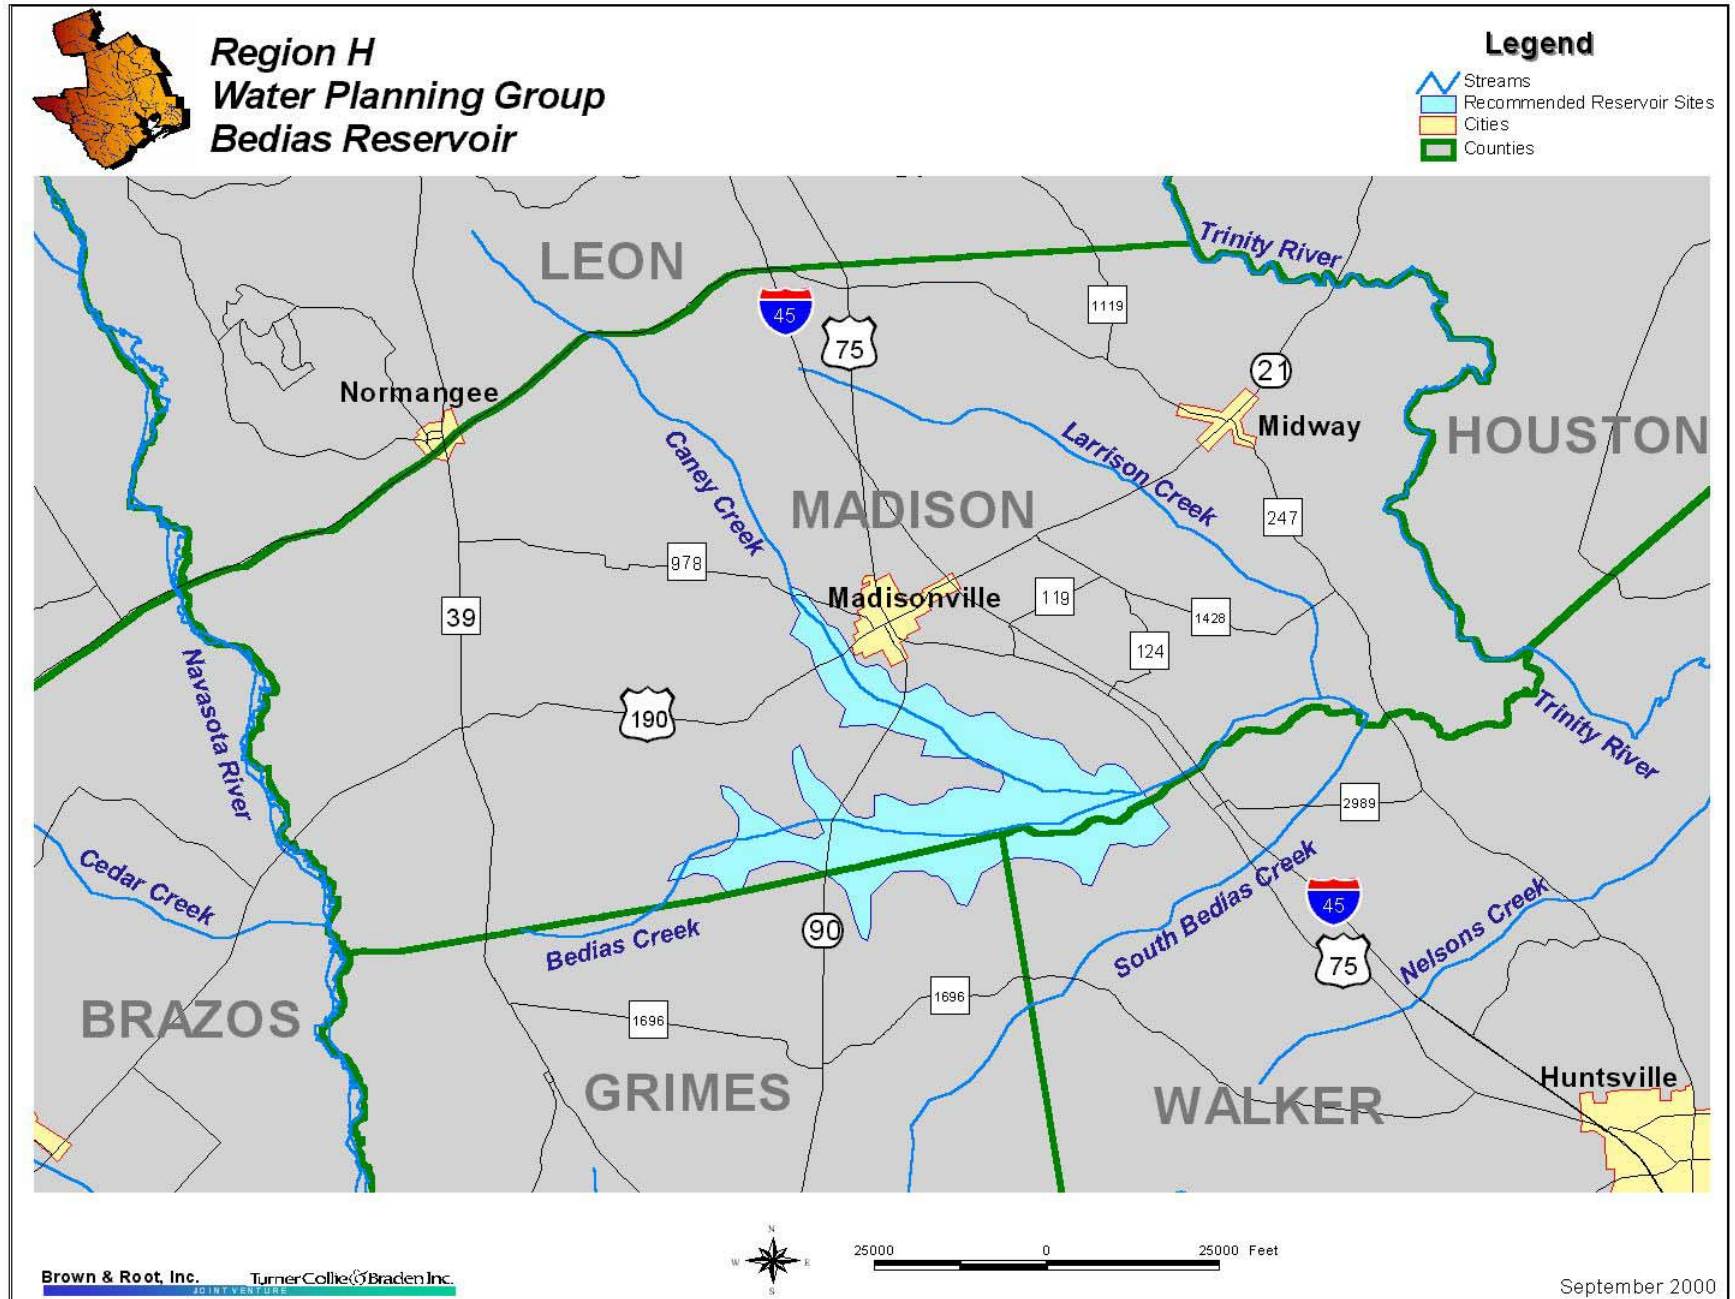 Region H
Water Planning Group
Bedias Reservoir
Legend
Streams
Recommended Reservoir Sites
Cities
Counties
LEON
Trinity River
1119
45
75
21
Normangee
Midway
HOUSTON
Caney Creek
Larrison Creek
MADISON
247
978
Madisonville
119
39
1428
124
Navasota River
190
Trinity River
2989
Cedar Creek
South Bedias Creek
45
Nelsons Creek
90
Bedias Creek
75
1696
BRAZOS
1696
GRIMES
WALKER
Huntsville
N
W E
S
25000 0 25000 Feet
Brown & Root, Inc. Turner Collie & Braden Inc.
JOINT VENTURE
September 2000